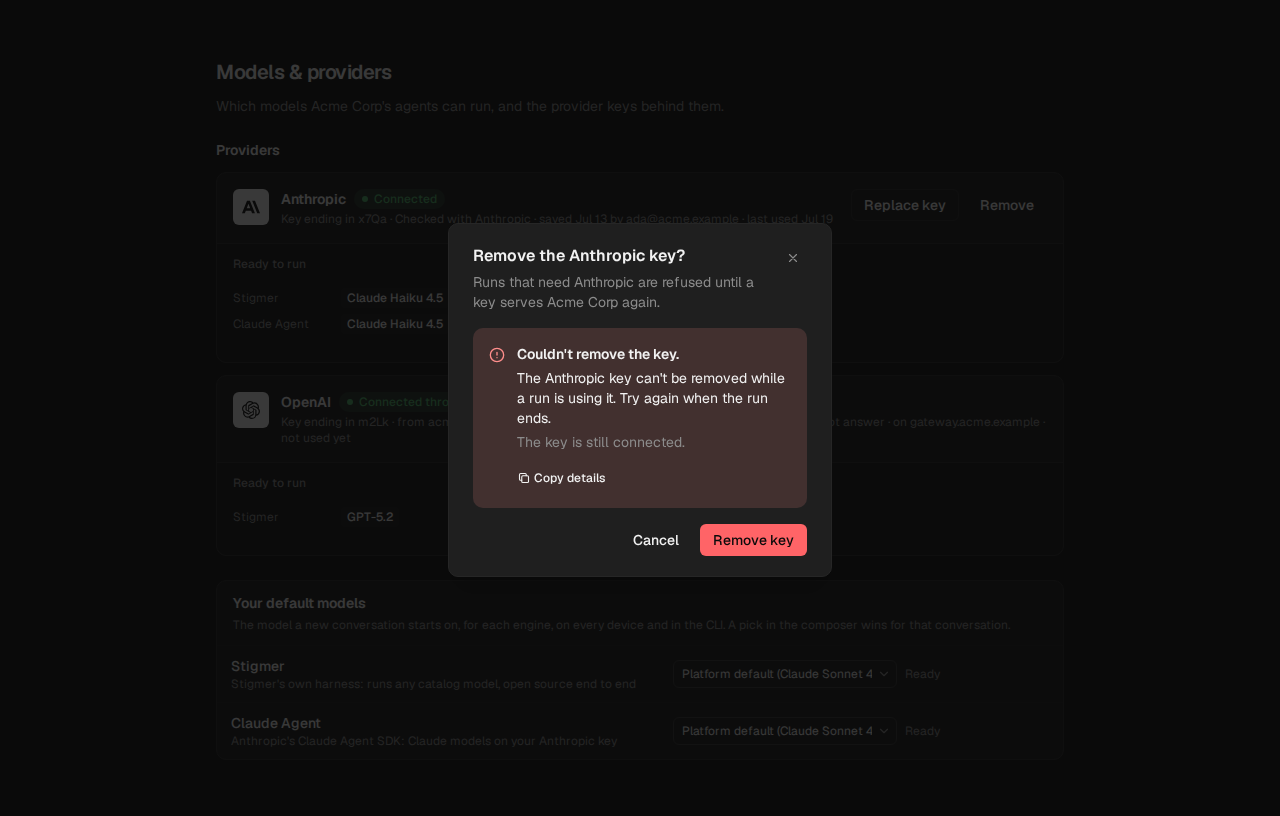 Models & providers
Which models Acme Corp's agents can run, and the provider keys behind them.
Providers
Anthropic
Connected
Key ending in x7Qa · Checked with Anthropic · saved Jul 13 by ada@acme.example · last used Jul 19
Replace key
Remove
Ready to run
Stigmer
Claude Haiku 4.5
Claude Agent
Claude Haiku 4.5
OpenAI
Connected thro
Key ending in m2Lk · from acm
ot answer · on gateway.acme.example ·
not used yet
Ready to run
Stigmer
GPT-5.2
Remove the Anthropic key?
Runs that need Anthropic are refused until a
key serves Acme Corp again.
Couldn't remove the key.
The Anthropic key can't be removed while
a run is using it. Try again when the run
ends.
The key is still connected.
Copy details
Cancel
Remove key
Your default models
The model a new conversation starts on, for each engine, on every device and in the CLI. A pick in the composer wins for that conversation.
Stigmer
Stigmer's own harness: runs any catalog model, open source end to end
Platform default (Claude Sonnet 4
Ready
Claude Agent
Anthropic's Claude Agent SDK: Claude models on your Anthropic key
Platform default (Claude Sonnet 4
Ready